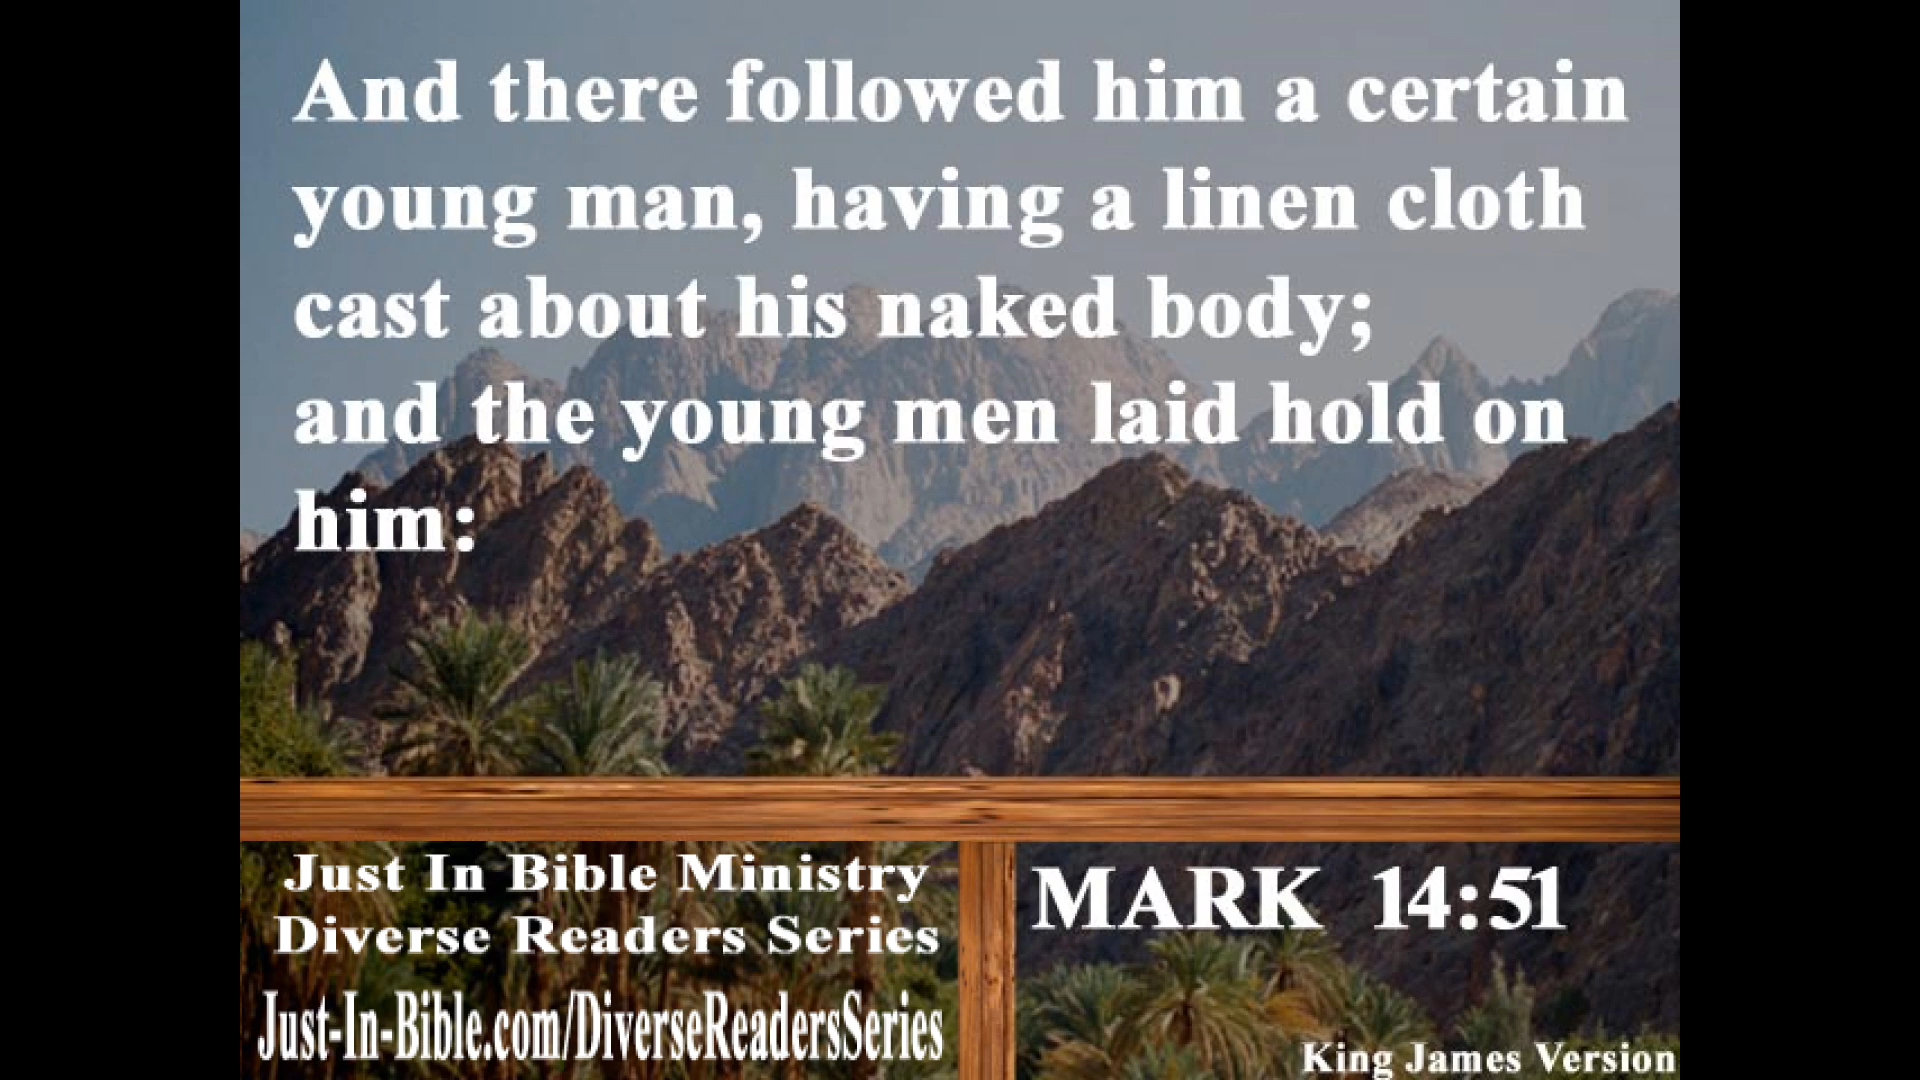 And there followed him a certain
young man, having a linen cloth
cast about his naked body;
and the young men laid hold on
him:
Just In Bible Ministry
Diverse Readers Series
Just-In-Bible.com/DiverseReadersSeries
MARK 14:51
King James Version